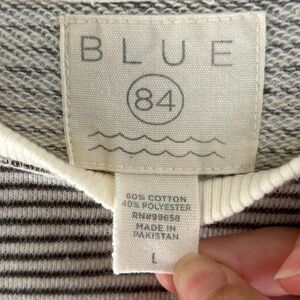 BLUE
84
60% COTTON
40% POLYESTER
RN#99658
MADE IN
PAKISTAN
L